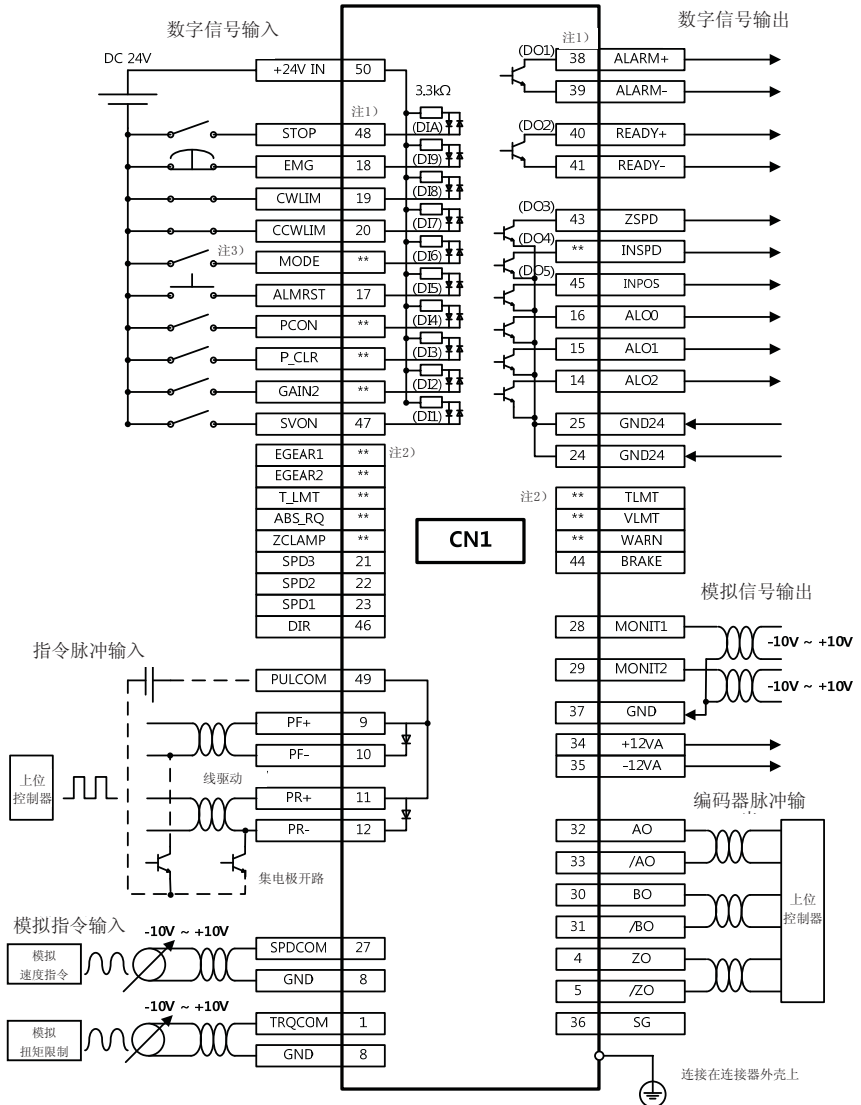 数字信号输入
DC 24V
+24V IN 50
3.3kΩ
注1）
STOP 48 (DIA)
EMG 18 (DI9)
CWLIM 19 (DI8)
CCWLIM 20 (DI7)
注3）
MODE ** (DI6)
ALMRST 17 (DI5)
PCON ** (DI4)
P_CLR ** (DI3)
GAIN2 ** (DI2)
SVON 47 (DI1)
EGEAR1 ** 注2）
EGEAR2 **
T_LMT **
ABS_RQ **
ZCLAMP **
SPD3 21
SPD2 22
SPD1 23
DIR 46
指令脉冲输入
PULCOM 49
PF+ 9
PF- 10
线驱动
上位
控制器
PR+ 11
PR- 12
集电极开路
模拟指令输入
-10V ~ +10V
模拟
速度指令
SPDCOM 27
GND 8
-10V ~ +10V
模拟
扭矩限制
TRQCOM 1
GND 8
CN1
数字信号输出
注1）
(DO1) 38 ALARM+
39 ALARM-
(DO2) 40 READY+
41 READY-
(DO3) 43 ZSPD
(DO4) ** INSPD
(DO5) 45 INPOS
16 ALO0
15 ALO1
14 ALO2
25 GND24
24 GND24
注2） ** TLMT
** VLMT
** WARN
44 BRAKE
模拟信号输出
28 MONIT1
-10V ~ +10V
29 MONIT2
-10V ~ +10V
37 GND
34 +12VA
35 -12VA
编码器脉冲输
32 AO
33 /AO
30 BO
31 /BO
上位
控制器
4 ZO
5 /ZO
36 SG
连接在连接器外壳上